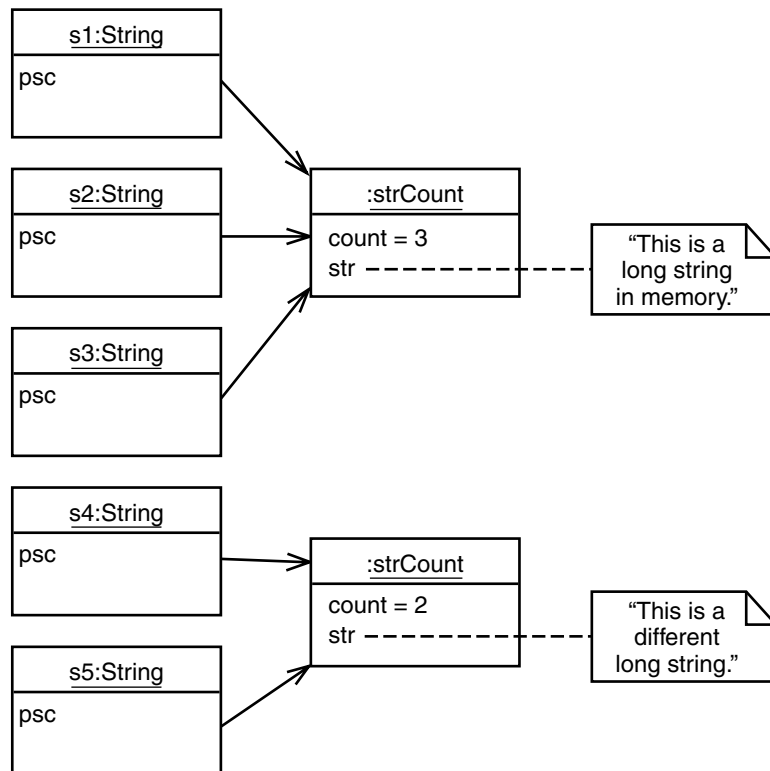 s1:String
psc
s2:String
psc
s3:String
psc
:strCount
count = 3
str
“This is a
long string
in memory.”
s4:String
psc
s5:String
psc
:strCount
count = 2
str
“This is a
different
long string.”